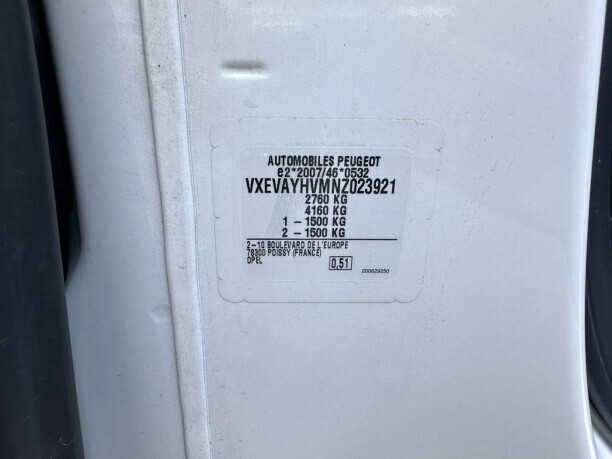 AUTOMOBILES PEUGEOT
e2*2007/46*0532
VXEVAYHVMNZ023921
2760 KG
4160 KG
1 - 1500 KG
2 - 1500 KG
2-10 BOULEVARD DE L'EUROPE
78300 POISSY (FRANCE)
OPEL 0,51 200629250